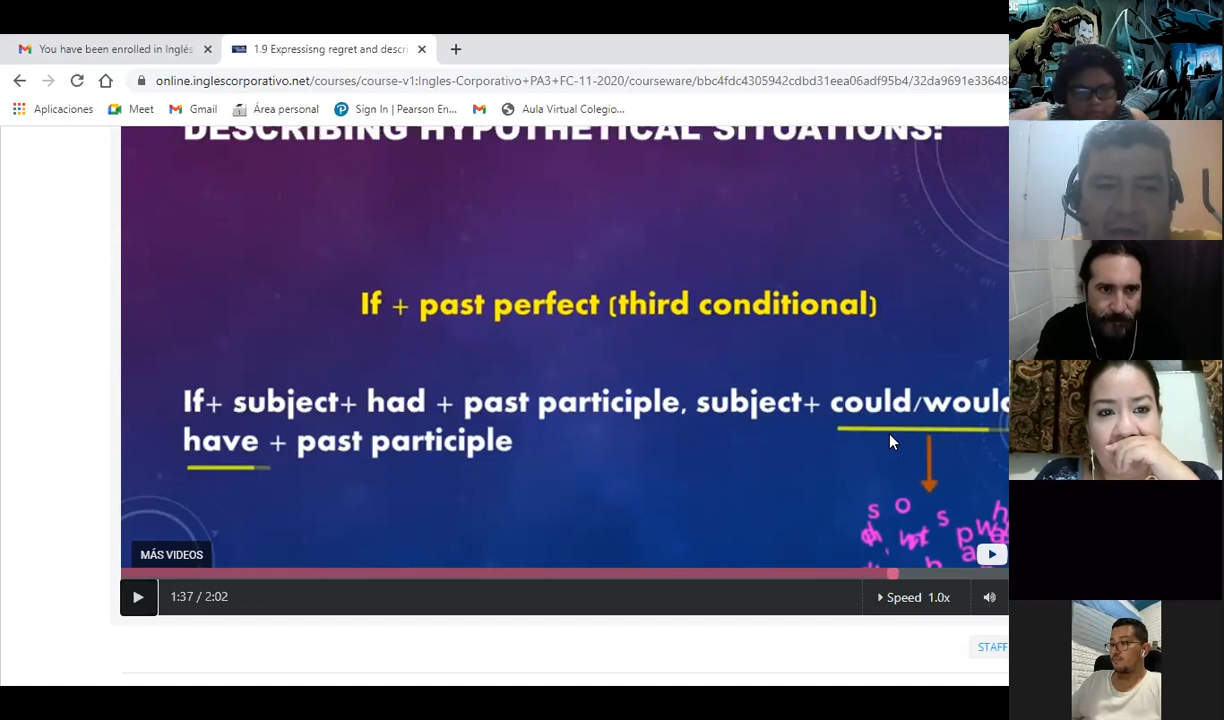 You have been enrolled in Inglés
1.9 Expressisng regret and descri
online.inglescorporativo.net/courses/course-v1:Ingles-Corporativo+PA3+FC-11-2020/courseware/bbc4fdc4305942cdbd31eea06adf95b4/32da9691e33648
Aplicaciones
Meet
Gmail
Área personal
Sign In | Pearson En...
Aula Virtual Colegio...
DESCRIBING HYPOTHETICAL SITUATIONS:
If + past perfect (third conditional)
If+ subject+ had + past participle, subject+ could/would
have + past participle
MÁS VIDEOS
1:37 / 2:02
Speed 1.0x
STAFF